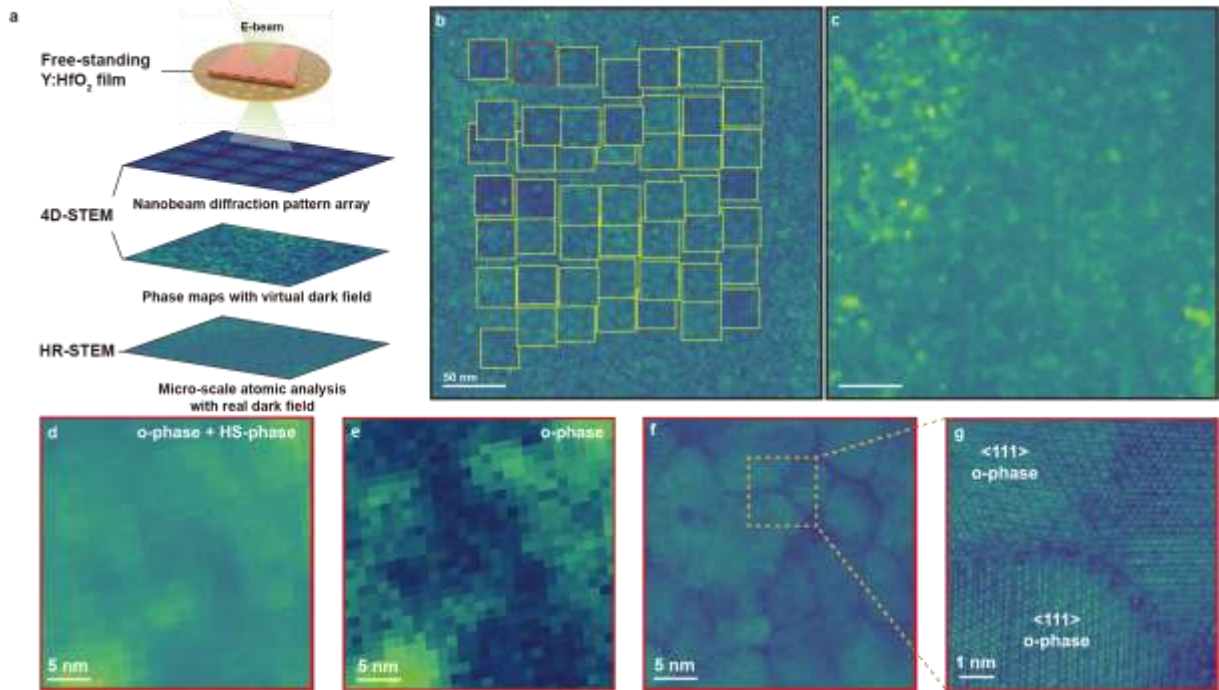 a
E-beam
Free-standing
Y:HfO₂ film
4D-STEM
Nanobeam diffraction pattern array
Phase maps with virtual dark field
HR-STEM
Micro-scale atomic analysis
with real dark field
b
50 nm
c
d
o-phase + HS-phase
5 nm
e
o-phase
5 nm
f
5 nm
g
<111>
o-phase
<111>
o-phase
1 nm